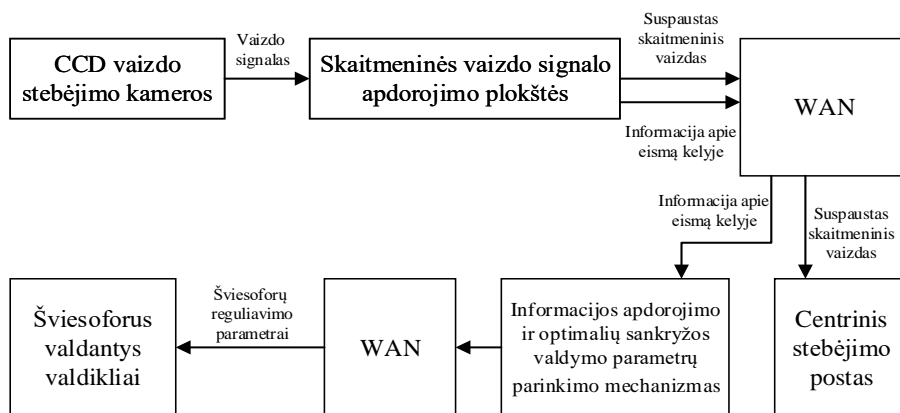 CCD vaizdo
stebėjimo kameros
Vaizdo
signalas
Skaitmeninės vaizdo signalo
apdorojimo plokštės
Suspaustas
skaitmeninis
vaizdas
Informacija apie
eismą kelyje
WAN
Informacija apie
eismą kelyje
Suspaustas
skaitmeninis
vaizdas
Šviesoforus
valdantys
valdikliai
Šviesoforų
reguliavimo
parametrai
WAN
Informacijos apdorojimo
ir optimalių sankryžos
valdymo parametrų
parinkimo mechanizmas
Centrinis
stebėjimo
postas